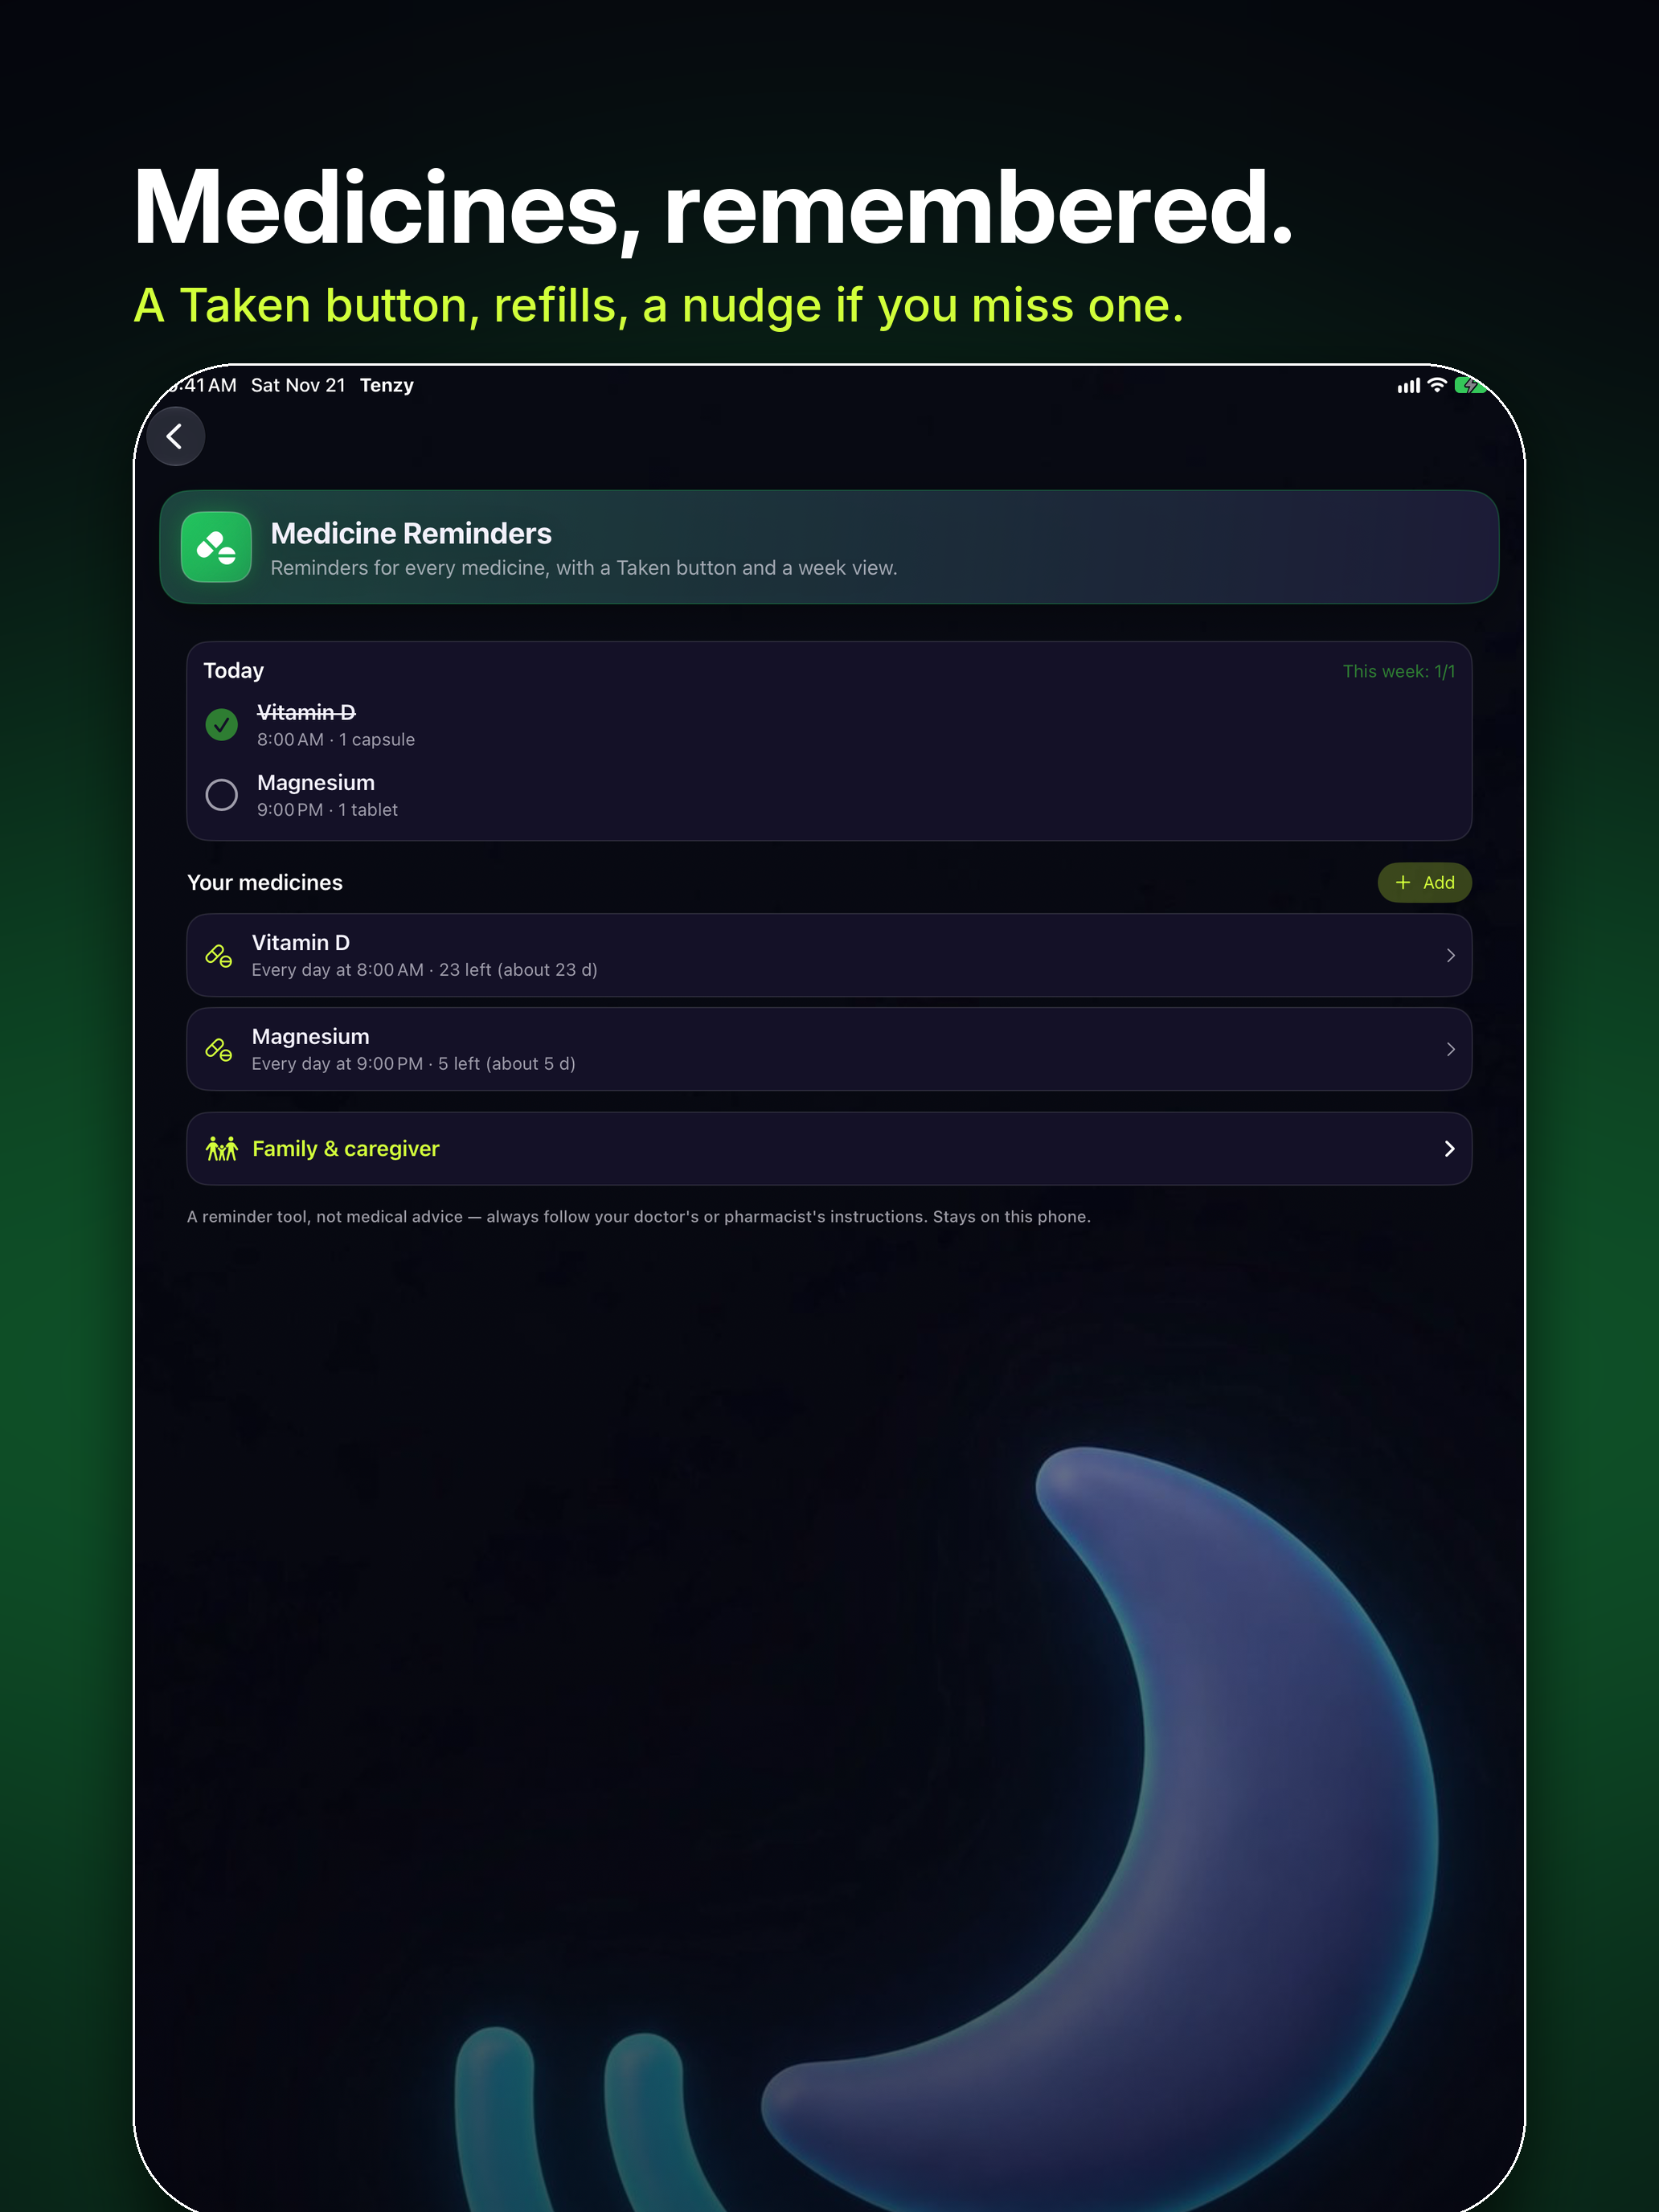 Medicines, remembered.
A Taken button, refills, a nudge if you miss one.
:41 AM Sat Nov 21 Tenzy
Medicine Reminders
Reminders for every medicine, with a Taken button and a week view.
Today
This week: 1/1
Vitamin D
8:00 AM · 1 capsule
Magnesium
9:00 PM · 1 tablet
Your medicines
+ Add
Vitamin D
Every day at 8:00 AM · 23 left (about 23 d)
Magnesium
Every day at 9:00 PM · 5 left (about 5 d)
Family & caregiver
A reminder tool, not medical advice — always follow your doctor's or pharmacist's instructions. Stays on this phone.